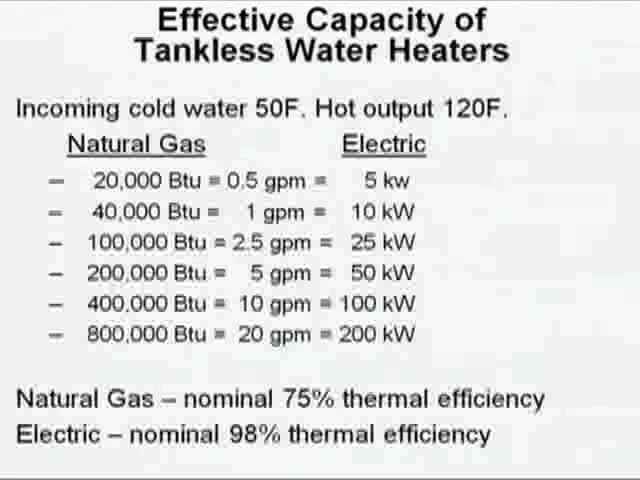 Effective Capacity of
Tankless Water Heaters
Incoming cold water 50F. Hot output 120F.
Natural Gas Electric
– 20,000 Btu = 0.5 gpm = 5 kw
– 40,000 Btu = 1 gpm = 10 kW
– 100,000 Btu = 2.5 gpm = 25 kW
– 200,000 Btu = 5 gpm = 50 kW
– 400.000 Btu = 10 gpm = 100 kW
– 800,000 Btu = 20 gpm = 200 kW
Natural Gas – nominal 75% thermal efficiency
Electric – nominal 98% thermal efficiency